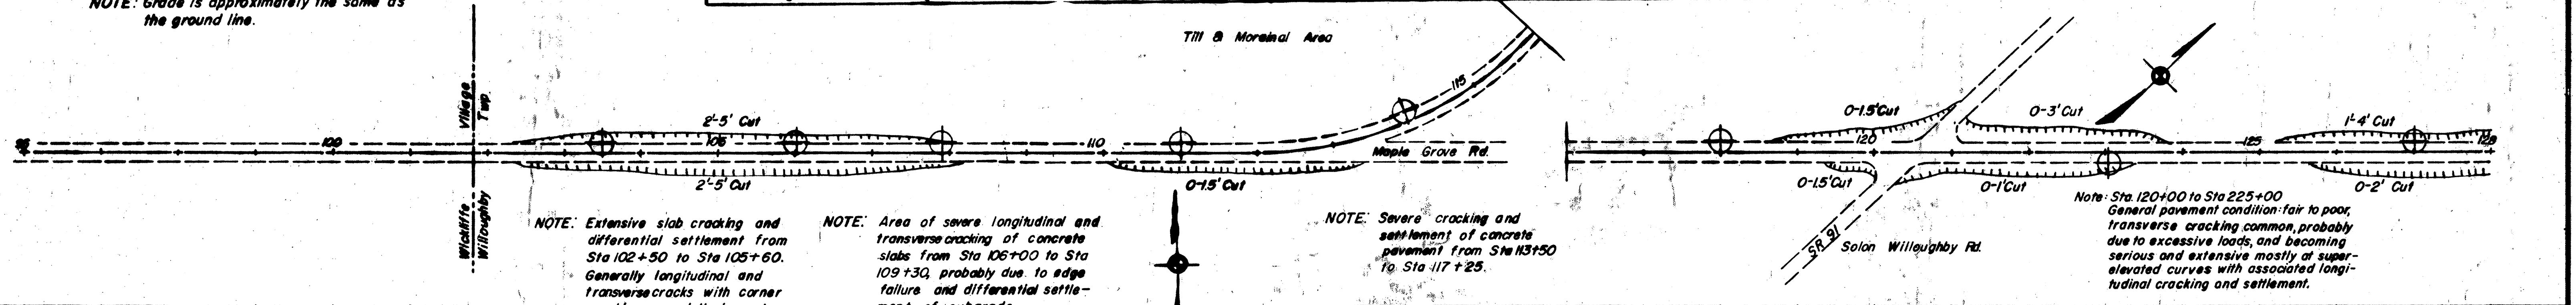 NOTE: Grade is approximately the same as
the ground line.
Till & Morainal Area
Village
Twp.
Wickliffe
Willoughby
98
100
2'-5' Cut
105
2'-5' Cut
110
0-1.5' Cut
115
Maple Grove Rd.
0-1.5' Cut
120
0-1.5' Cut
0-3' Cut
0-1' Cut
125
1'-4' Cut
128
0-2' Cut
SR 91
Solon Willoughby Rd.
NOTE: Extensive slab cracking and
differential settlement from
Sta 102+50 to Sta 105+60.
Generally longitudinal and
transverse cracks with corner
NOTE: Area of severe longitudinal and
transverse cracking of concrete
slabs from Sta 106+00 to Sta
109+30, probably due to edge
failure and differential settle-
ment of subgrade.
NOTE: Severe cracking and
settlement of concrete
pavement from Sta 113+50
to Sta 117+25.
Note: Sta. 120+00 to Sta 225+00
General pavement condition: fair to poor,
transverse cracking common, probably
due to excessive loads, and becoming
serious and extensive mostly at super-
elevated curves with associated longi-
tudinal cracking and settlement.